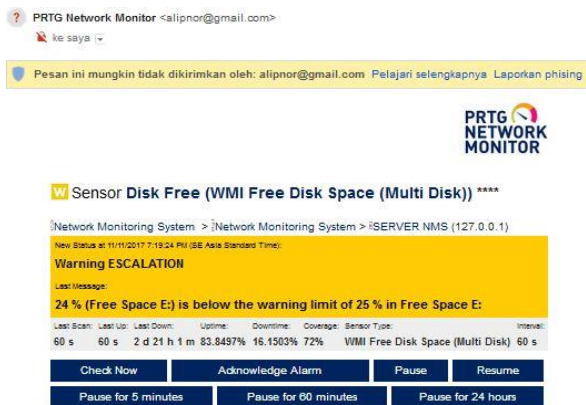 ? PRTG Network Monitor <alipnor@gmail.com>
ke saya
Pesan ini mungkin tidak dikirimkan oleh: alipnor@gmail.com Pelajari selengkapnya Laporkan phising
PRTG
NETWORK
MONITOR
W Sensor Disk Free (WMI Free Disk Space (Multi Disk)) ****
Network Monitoring System > Network Monitoring System > SERVER NMS (127.0.0.1)
New Status at 11/11/2017 7:19:24 PM (SE Asia Standard Time):
Warning ESCALATION
Last Message:
24 % (Free Space E:) is below the warning limit of 25 % in Free Space E:
Last Scan: Last Up: Last Down: Uptime: Downtime: Coverage: Sensor Type: Interval:
60 s 60 s 2 d 21 h 1 m 83.8497% 16.1503% 72% WMI Free Disk Space (Multi Disk) 60 s
Check Now Acknowledge Alarm Pause Resume
Pause for 5 minutes Pause for 60 minutes Pause for 24 hours